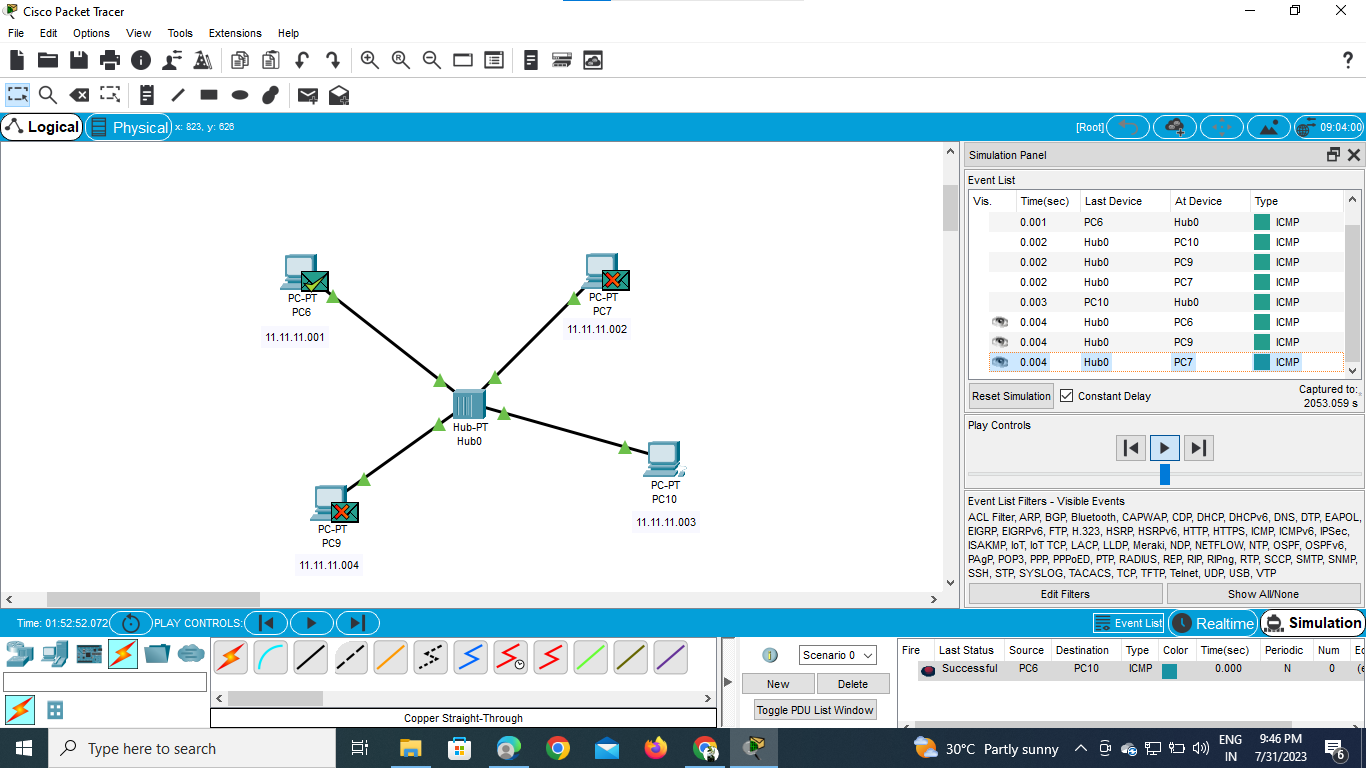 Cisco Packet Tracer
File Edit Options View Tools Extensions Help
Logical Physical x: 823, y: 626 [Root] 09:04:00
Simulation Panel
Event List
Vis. Time(sec) Last Device At Device Type
0.001 PC6 Hub0 ICMP
0.002 Hub0 PC10 ICMP
0.002 Hub0 PC9 ICMP
0.002 Hub0 PC7 ICMP
0.003 PC10 Hub0 ICMP
0.004 Hub0 PC6 ICMP
0.004 Hub0 PC9 ICMP
0.004 Hub0 PC7 ICMP
Reset Simulation Constant Delay Captured to:
2053.059 s
Play Controls
Event List Filters - Visible Events
ACL Filter, ARP, BGP, Bluetooth, CAPWAP, CDP, DHCP, DHCPv6, DNS, DTP, EAPOL,
EIGRP, EIGRPv6, FTP, H.323, HSRP, HSRPv6, HTTP, HTTPS, ICMP, ICMPv6, IPSec,
ISAKMP, IoT, IoT TCP, LACP, LLDP, Meraki, NDP, NETFLOW, NTP, OSPF, OSPFv6,
PAgP, POP3, PPP, PPPoED, PTP, RADIUS, REP, RIP, RIPng, RTP, SCCP, SMTP, SNMP,
SSH, STP, SYSLOG, TACACS, TCP, TFTP, Telnet, UDP, USB, VTP
Edit Filters Show All/None
PC-PT
PC6
11.11.11.001
PC-PT
PC7
11.11.11.002
Hub-PT
Hub0
PC-PT
PC10
11.11.11.003
PC-PT
PC9
11.11.11.004
Time: 01:52:52.072 PLAY CONTROLS: Event List Realtime Simulation
Scenario 0
New Delete
Toggle PDU List Window
Fire Last Status Source Destination Type Color Time(sec) Periodic Num Ec
Successful PC6 PC10 ICMP 0.000 N 0 (e
Copper Straight-Through
Type here to search
30°C Partly sunny
ENG
IN
9:46 PM
7/31/2023
6